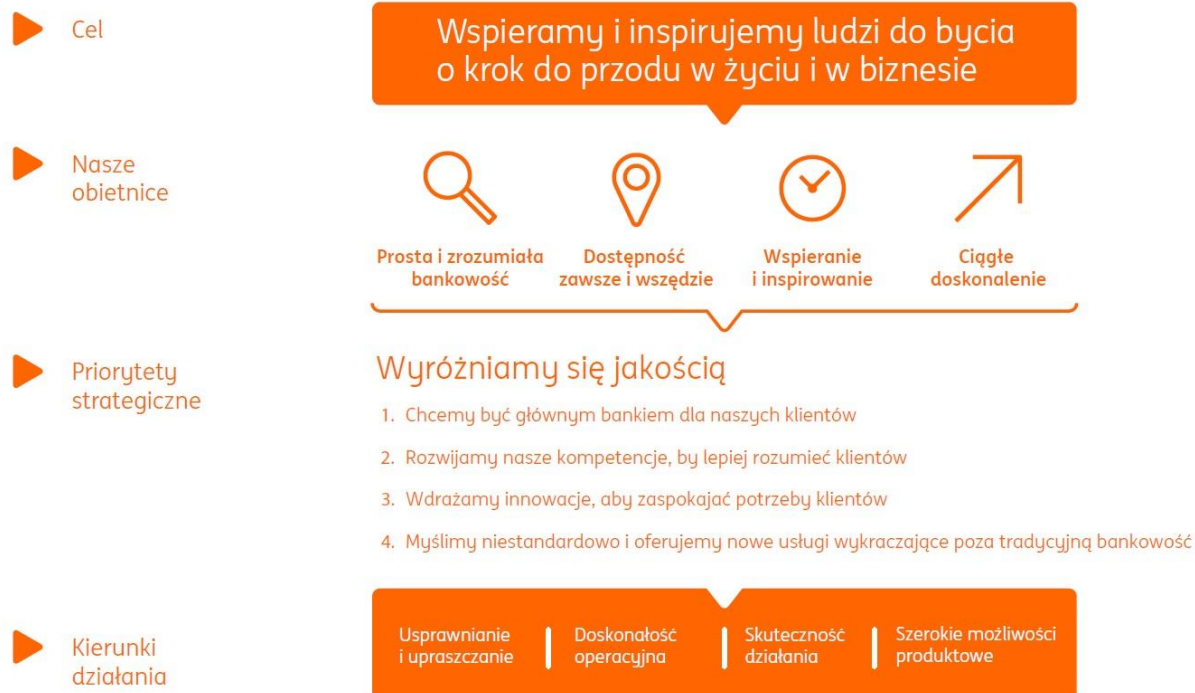 Cel
Wspieramy i inspirujemy ludzi do bycia
o krok do przodu w życiu i w biznesie
Nasze
obietnice
Prosta i zrozumiała
bankowość
Dostępność
zawsze i wszędzie
Wspieranie
i inspirowanie
Ciągłe
doskonalenie
Priorytety
strategiczne
Wyróżniamy się jakością
1. Chcemy być głównym bankiem dla naszych klientów
2. Rozwijamy nasze kompetencje, by lepiej rozumieć klientów
3. Wdrażamy innowacje, aby zaspokajać potrzeby klientów
4. Myślimy niestandardowo i oferujemy nowe usługi wykraczające poza tradycyjną bankowość
Kierunki
działania
Usprawnianie
i upraszczanie
Doskonałość
operacyjna
Skuteczność
działania
Szerokie możliwości
produktowe